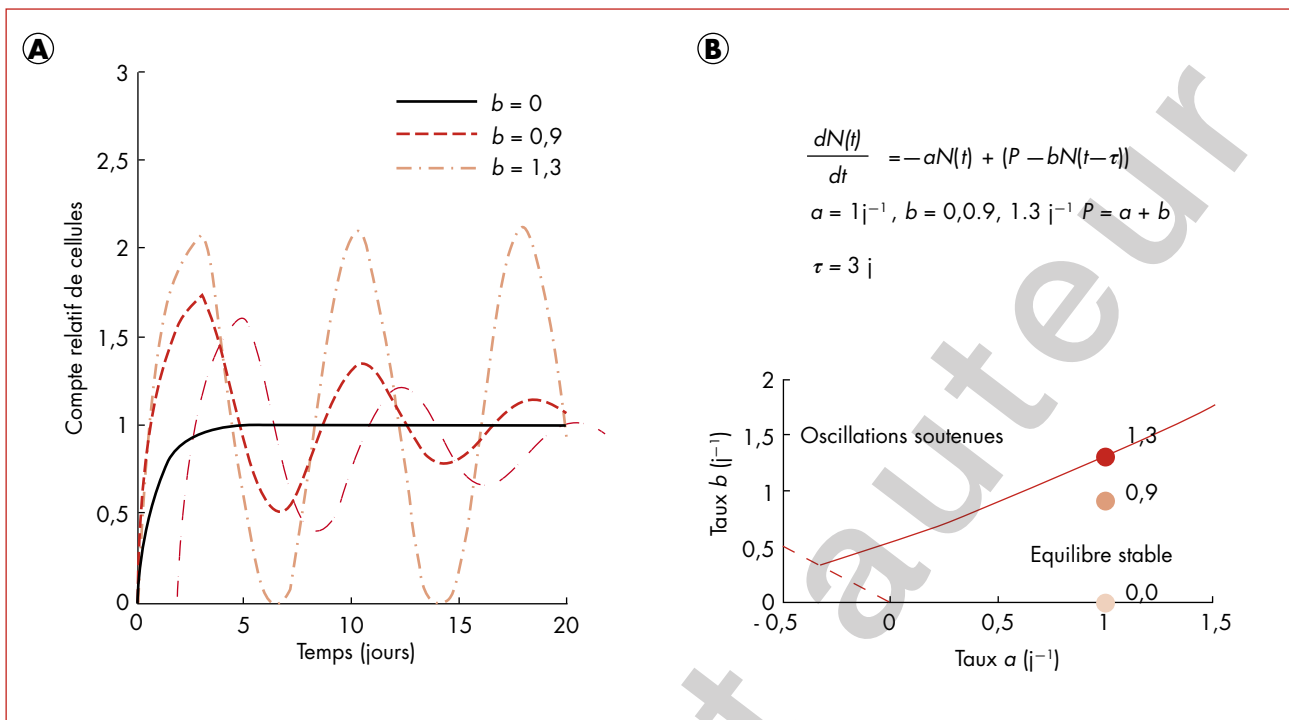 A
3
2,5
2
1,5
1
0,5
0
Compte relatif de cellules
b = 0
b = 0,9
b = 1,3
0
5
10
15
20
Temps (jours)
B
dN(t)
dt
=—aN(t) + (P —bN(t—τ))
a = 1j⁻¹, b = 0,0.9, 1.3 j⁻¹ P = a + b
τ = 3 j
2
1,5
1
0,5
0
Taux b (j⁻¹)
Oscillations soutenues
1,3
0,9
Equilibre stable
0,0
- 0,5
0
0,5
1
1,5
Taux a (j⁻¹)
t auteur